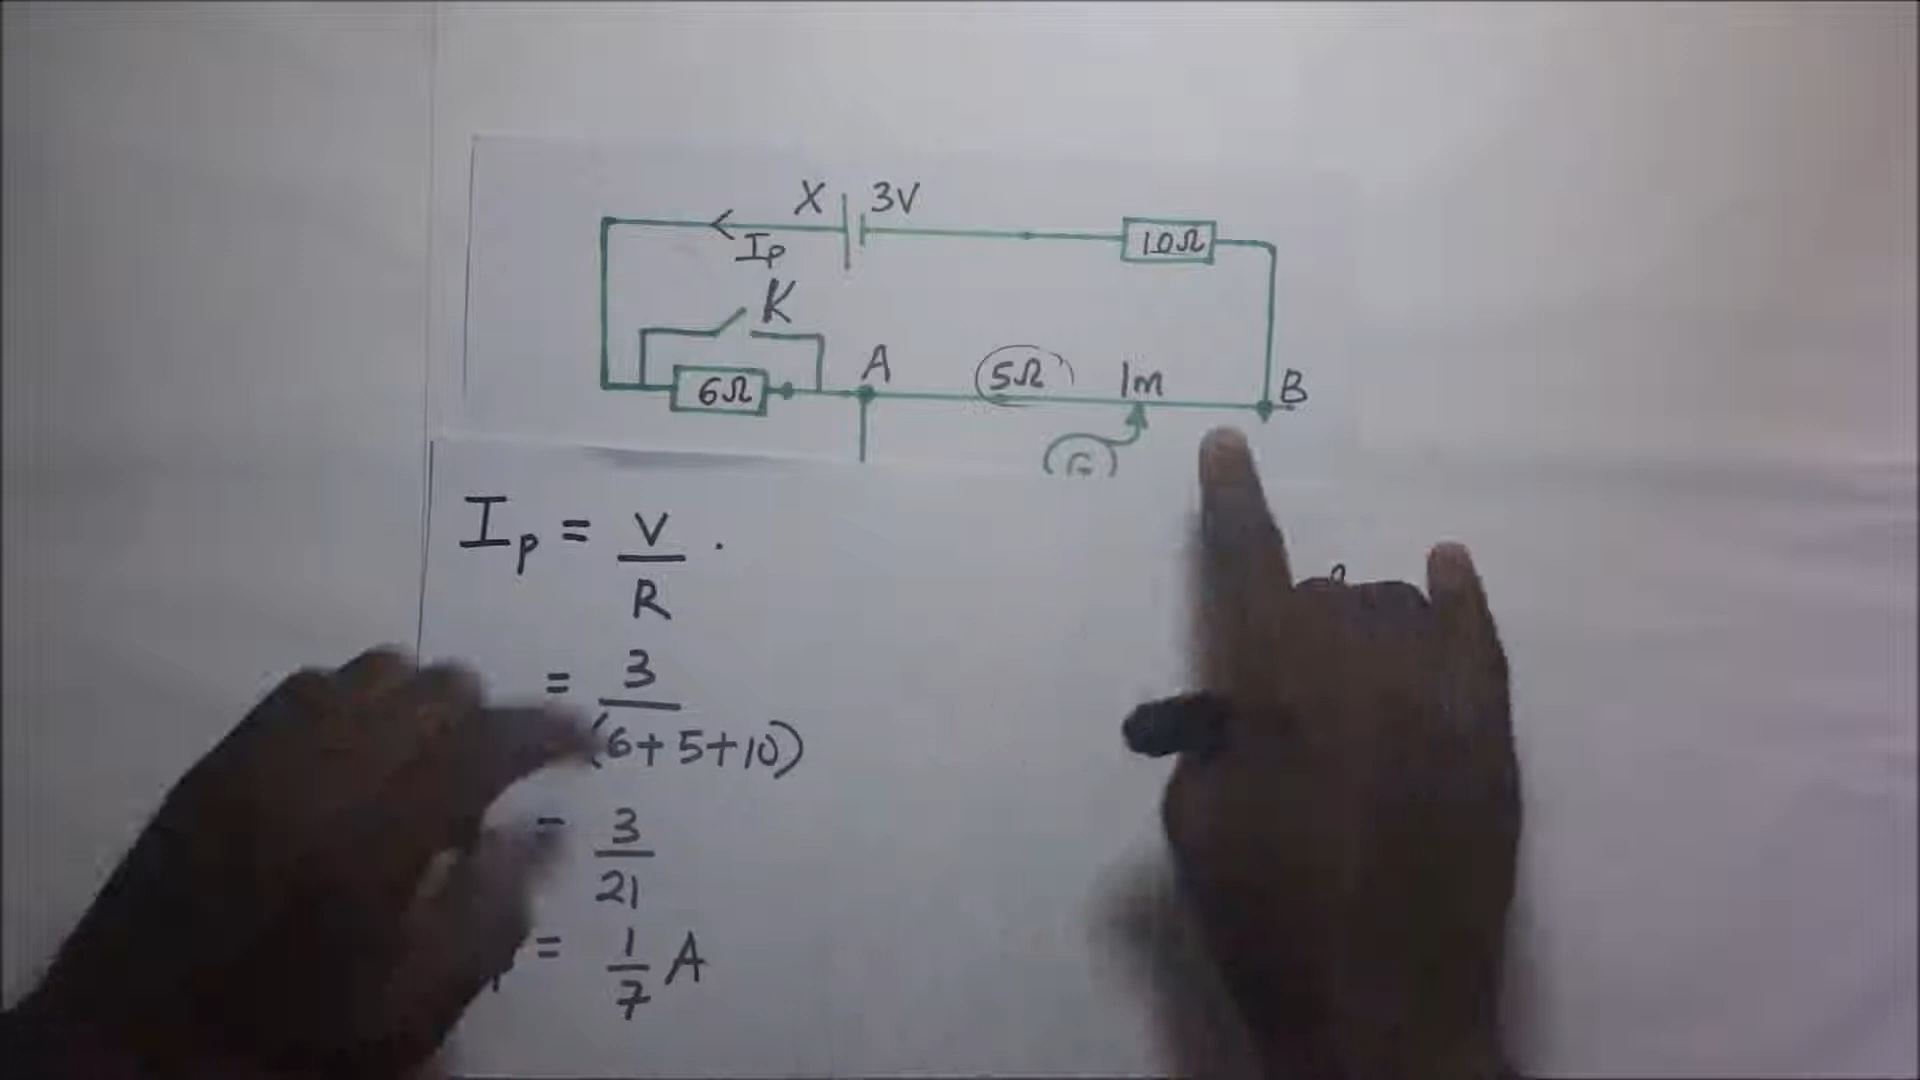 X 3V
Ip
10Ω
K
A
5Ω
1m
B
6Ω
G
Ip = V/R .
= 3/(6+5+10)
= 3/21
= 1/7 A